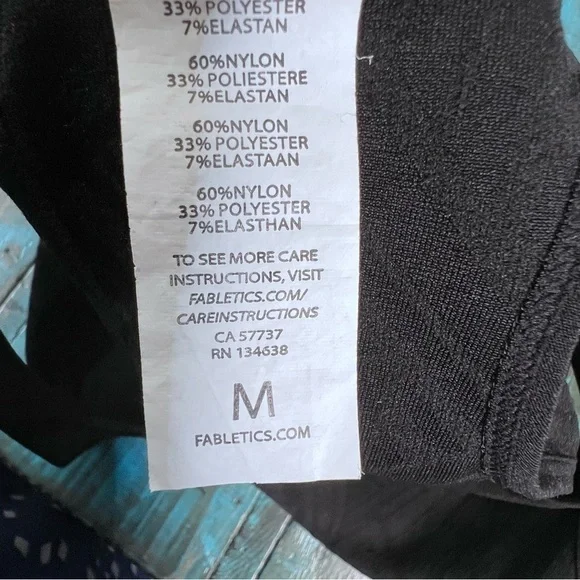 33% POLYESTER
7%ELASTAN
60%NYLON
33% POLIESTERE
7%ELASTAN
60%NYLON
33% POLYESTER
7%ELASTAAN
60%NYLON
33% POLYESTER
7%ELASTHAN
TO SEE MORE CARE
INSTRUCTIONS, VISIT
FABLETICS.COM/
CAREINSTRUCTIONS
CA 57737
RN 134638
M
FABLETICS.COM